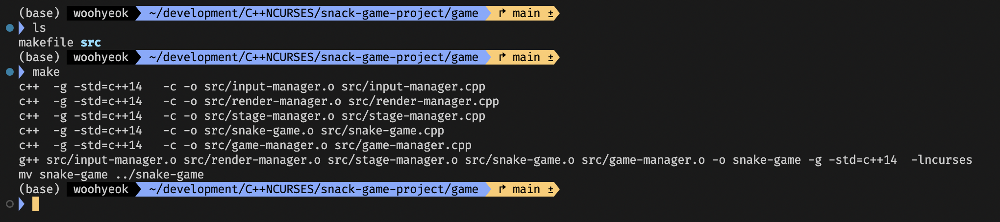 (base) woohyeok ~/development/C++NCURSES/snack-game-project/game main ±
ls
makefile src
(base) woohyeok ~/development/C++NCURSES/snack-game-project/game main ±
make
c++  -g -std=c++14   -c -o src/input-manager.o src/input-manager.cpp
c++  -g -std=c++14   -c -o src/render-manager.o src/render-manager.cpp
c++  -g -std=c++14   -c -o src/stage-manager.o src/stage-manager.cpp
c++  -g -std=c++14   -c -o src/snake-game.o src/snake-game.cpp
c++  -g -std=c++14   -c -o src/game-manager.o src/game-manager.cpp
g++ src/input-manager.o src/render-manager.o src/stage-manager.o src/snake-game.o src/game-manager.o -o snake-game -g -std=c++14  -lncurses
mv snake-game ../snake-game
(base) woohyeok ~/development/C++NCURSES/snack-game-project/game main ±